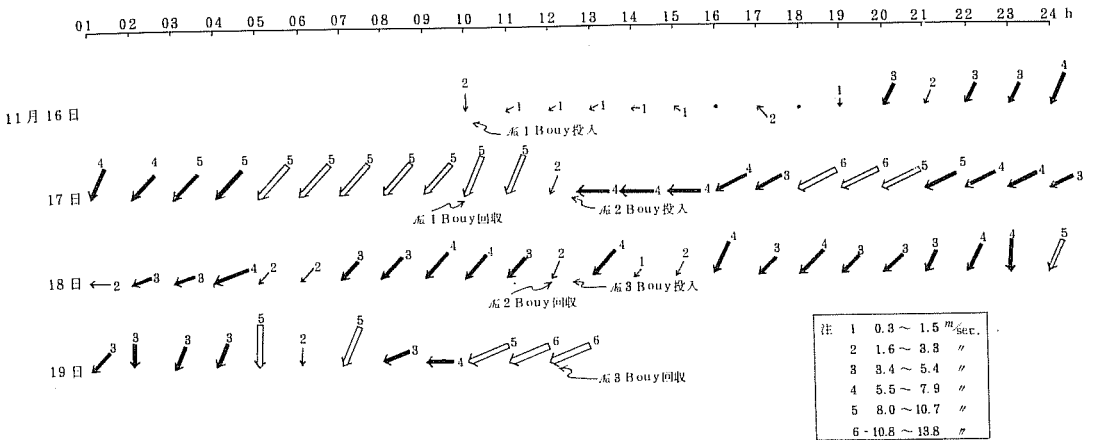 01 02 03 04 05 06 07 08 09 10 11 12 13 14 15 16 17 18 19 20 21 22 23 24 h
11月16日 2 1 1 1 1 1 2 1 3 2 3 3 4
№1 Bouy投入
17日 4 4 5 5 5 5 5 5 5 5 5 2 4 4 4 4 3 6 6 5 5 4 4 3
№1 Bouy回収 №2 Bouy投入
18日 2 3 3 4 2 2 3 3 4 4 3 2 4 1 2 4 3 4 3 3 3 4 4 5
№2 Bouy回収 №3 Bouy投入
19日 3 3 3 3 5 2 5 3 4 5 6 6
№3 Bouy回収
注 1 0.3～1.5 m/sec.
2 1.6～3.3 〃
3 3.4～5.4 〃
4 5.5～7.9 〃
5 8.0～10.7 〃
6 -10.8～13.8 〃